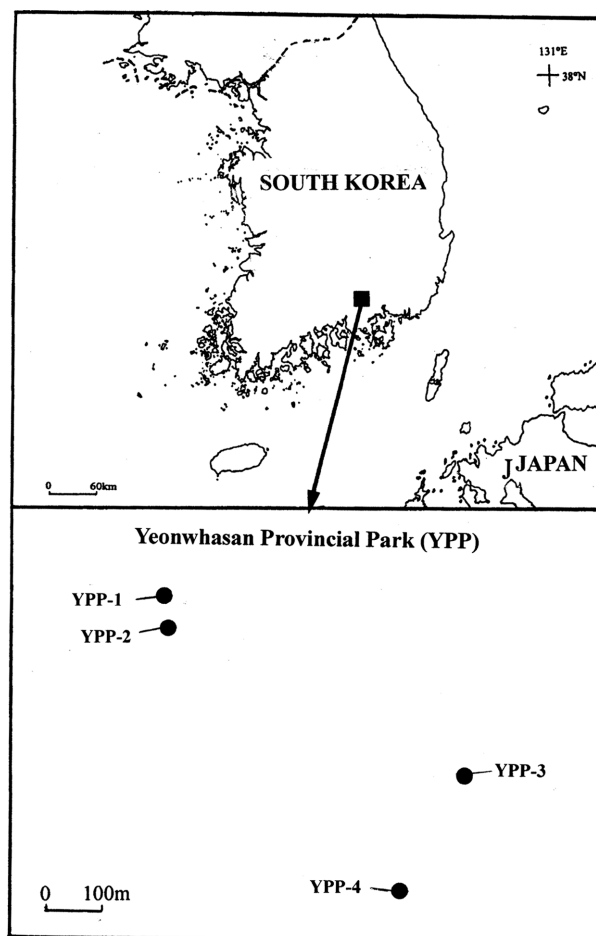 131°E
38°N
SOUTH KOREA
J JAPAN
0 60km
Yeonwhasan Provincial Park (YPP)
YPP-1
YPP-2
YPP-3
YPP-4
0 100m